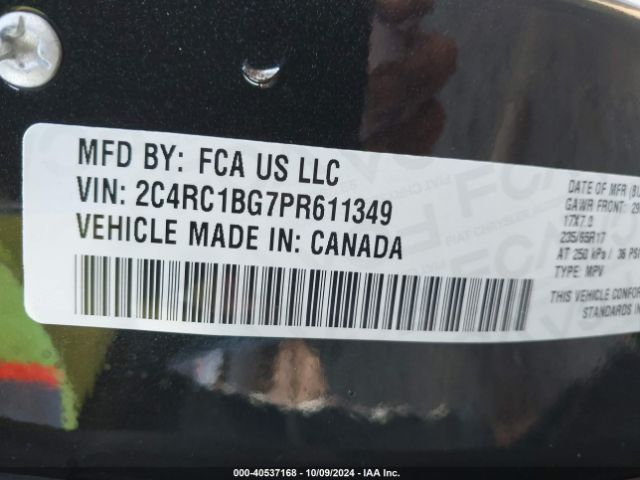 MFD BY: FCA US LLC
VIN: 2C4RC1BG7PR611349
VEHICLE MADE IN: CANADA
DATE OF MFR
GAWR FRONT:
17X7.0
235/65R17
AT 250 kPa / 36 PSI
TYPE: MPV
THIS VEHICLE CONFOR
STANDARDS IN
000-40537168 - 10/09/2024 - IAA Inc.